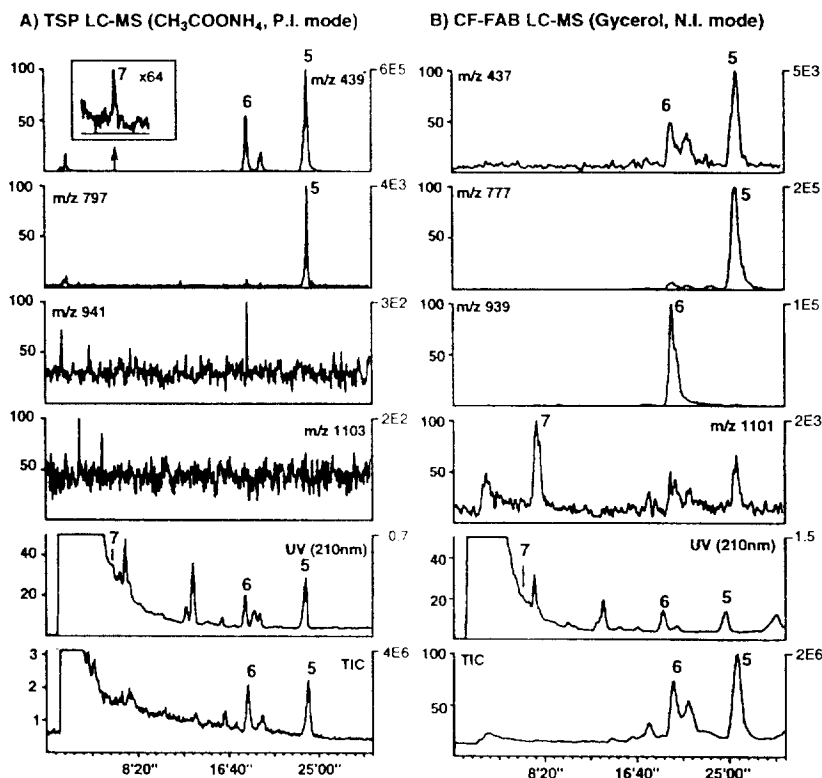 A) TSP LC-MS (CH₃COONH₄, P.I. mode)
100
50
7 x64
6
5
m/z 439
6E5
100
m/z 797
50
5
4E3
100
m/z 941
50
3E2
100
50
m/z 1103
2E2
40
20
7
6
5
UV (210nm)
0.7
3
2
1
6
5
TIC
4E6
8'20" 16'40" 25'00"
B) CF-FAB LC-MS (Gycerol, N.I. mode)
100
m/z 437
50
6
5
5E3
100
m/z 777
50
5
2E5
100
m/z 939
50
6
1E5
100
50
7
m/z 1101
2E3
40
20
7
6
5
UV (210nm)
1.5
100
TIC
50
6
5
2E6
8'20" 16'40" 25'00"